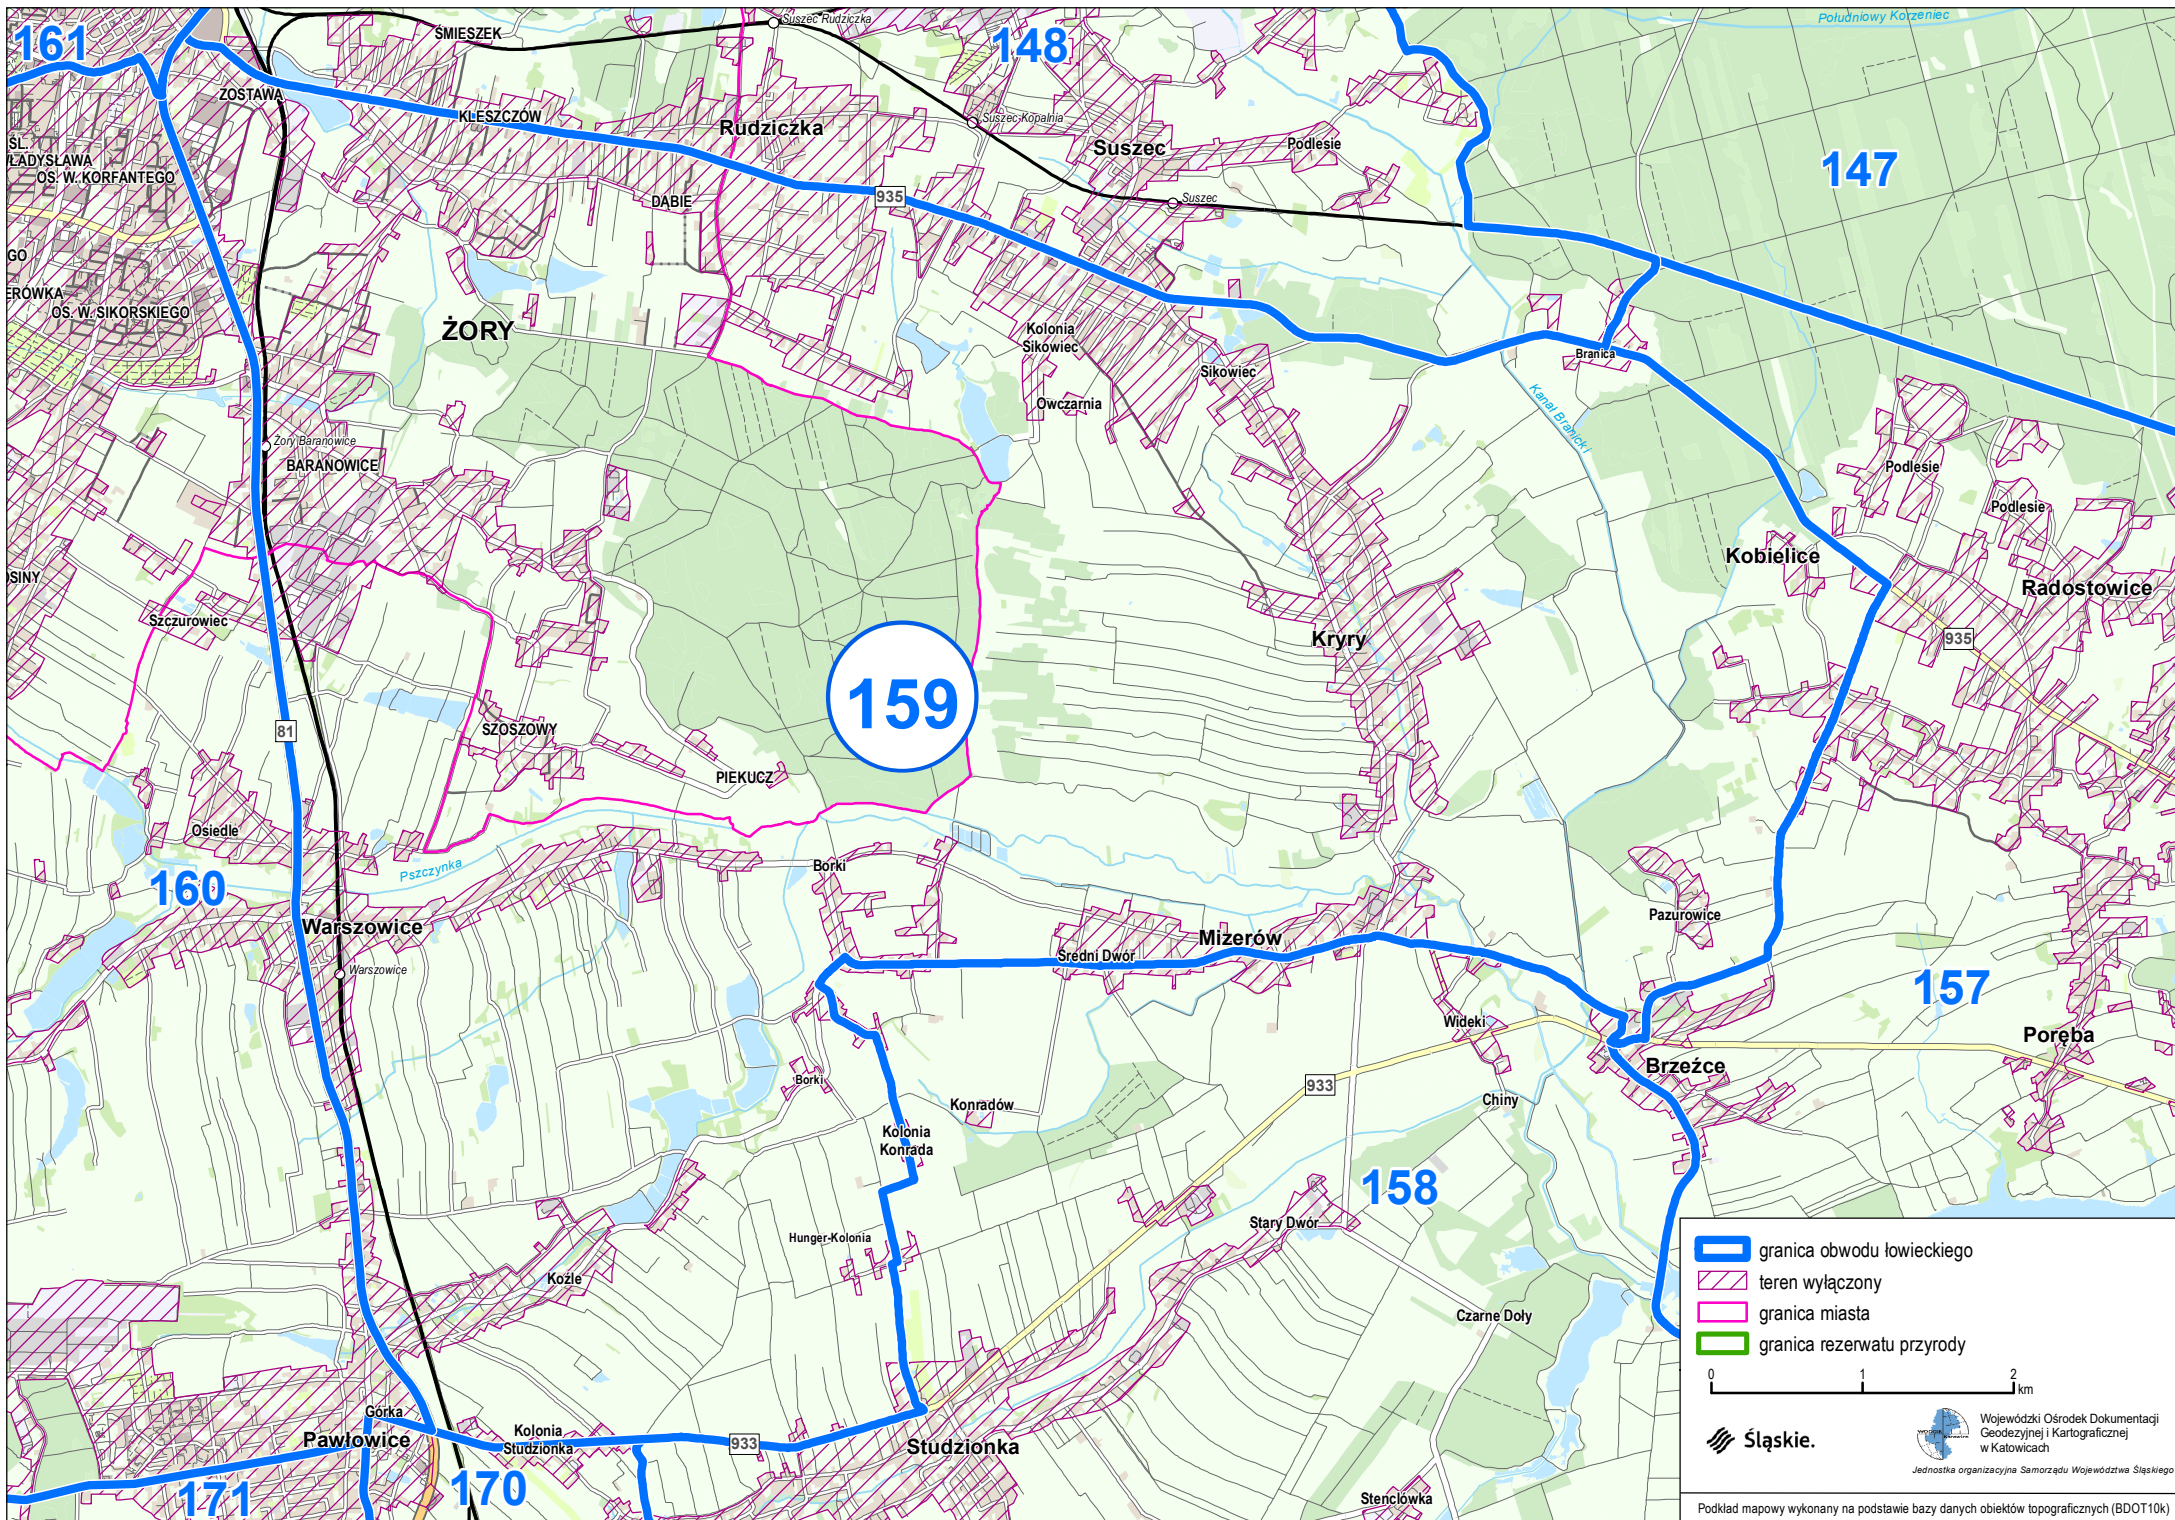 161
ŚMIESZEK
Suszec Rudziczka
148
Południowy Korzeniec
ZOSTAWA
KLESZCZÓW
Rudziczka
Suszec Kopalnia
Suszec
Podlesie
147
ŚL.
OS. W. KORFANTEGO
DĄBIE
935
Suszec
GO
OS. W. SIKORSKIEGO
ŻORY
Kolonia
Sikowiec
Branica
Sikowiec
Owczarnia
Kanał Branicki
Żory Baranowice
BARANOWICE
Podlesie
Podlesie
Kobielice
Radostowice
Szczurowiec
Kryry
935
159
81
SZOSZOWY
PIEKUCZ
Osiedle
Pszczynka
Borki
160
Warszowice
Pazurowice
Mizerów
Średni Dwór
Warszowice
157
Wideki
Poręba
Brzeźce
Borki
933
Konradów
Chiny
Kolonia
Konrada
158
Stary Dwór
Hunger-Kolonia
Koźle
Czarne Doły
Górka
Pawłowice
Kolonia
Studzionka
933
Studzionka
170
171
Stenclówka
granica obwodu łowieckiego
teren wyłączony
granica miasta
granica rezerwatu przyrody
0 1 2
km
Śląskie.
Wojewódzki Ośrodek Dokumentacji
Geodezyjnej i Kartograficznej
w Katowicach
Jednostka organizacyjna Samorządu Województwa Śląskiego
Podkład mapowy wykonany na podstawie bazy danych obiektów topograficznych (BDOT10k)